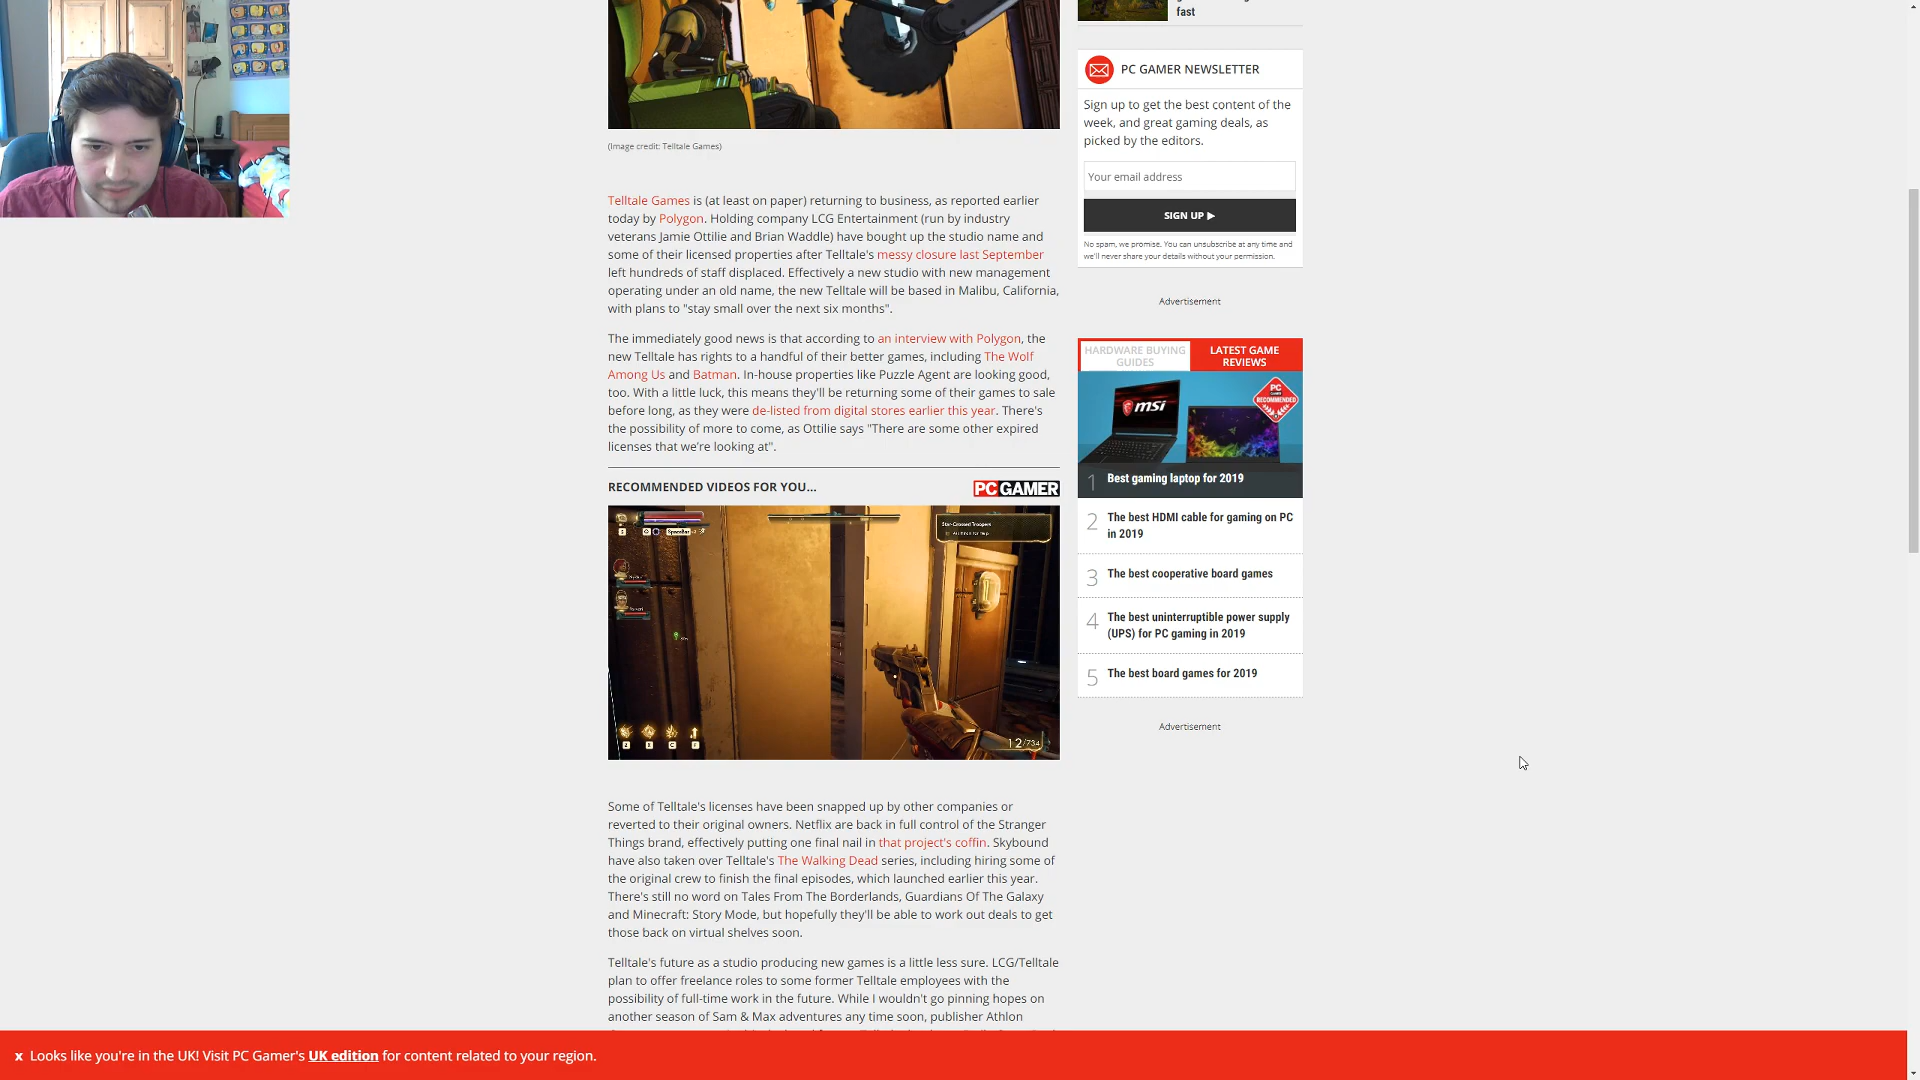 fast
PC GAMER NEWSLETTER
Sign up to get the best content of the
week, and great gaming deals, as
picked by the editors.
Your email address
SIGN UP ▶
No spam, we promise. You can unsubscribe at any time and
we'll never share your details without your permission.
Advertisement
(Image credit: Telltale Games)
Telltale Games is (at least on paper) returning to business, as reported earlier
today by Polygon. Holding company LCG Entertainment (run by industry
veterans Jamie Ottilie and Brian Waddle) have bought up the studio name and
some of their licensed properties after Telltale's messy closure last September
left hundreds of staff displaced. Effectively a new studio with new management
operating under an old name, the new Telltale will be based in Malibu, California,
with plans to "stay small over the next six months".
The immediately good news is that according to an interview with Polygon, the
new Telltale has rights to a handful of their better games, including The Wolf
Among Us and Batman. In-house properties like Puzzle Agent are looking good,
too. With a little luck, this means they'll be returning some of their games to sale
before long, as they were de-listed from digital stores earlier this year. There's
the possibility of more to come, as Ottilie says "There are some other expired
licenses that we're looking at".
RECOMMENDED VIDEOS FOR YOU...
PC GAMER
Star-Crossed Troopers
SpaceBar
Z
X
C
F
12/734
HARDWARE BUYING
GUIDES
LATEST GAME
REVIEWS
msi
PC
GAMER
RECOMMENDED
1 Best gaming laptop for 2019
2 The best HDMI cable for gaming on PC
in 2019
3 The best cooperative board games
4 The best uninterruptible power supply
(UPS) for PC gaming in 2019
5 The best board games for 2019
Advertisement
Some of Telltale's licenses have been snapped up by other companies or
reverted to their original owners. Netflix are back in full control of the Stranger
Things brand, effectively putting one final nail in that project's coffin. Skybound
have also taken over Telltale's The Walking Dead series, including hiring some of
the original crew to finish the final episodes, which launched earlier this year.
There's still no word on Tales From The Borderlands, Guardians Of The Galaxy
and Minecraft: Story Mode, but hopefully they'll be able to work out deals to get
those back on virtual shelves soon.
Telltale's future as a studio producing new games is a little less sure. LCG/Telltale
plan to offer freelance roles to some former Telltale employees with the
possibility of full-time work in the future. While I wouldn't go pinning hopes on
another season of Sam & Max adventures any time soon, publisher Athlon
x Looks like you're in the UK! Visit PC Gamer's UK edition for content related to your region.